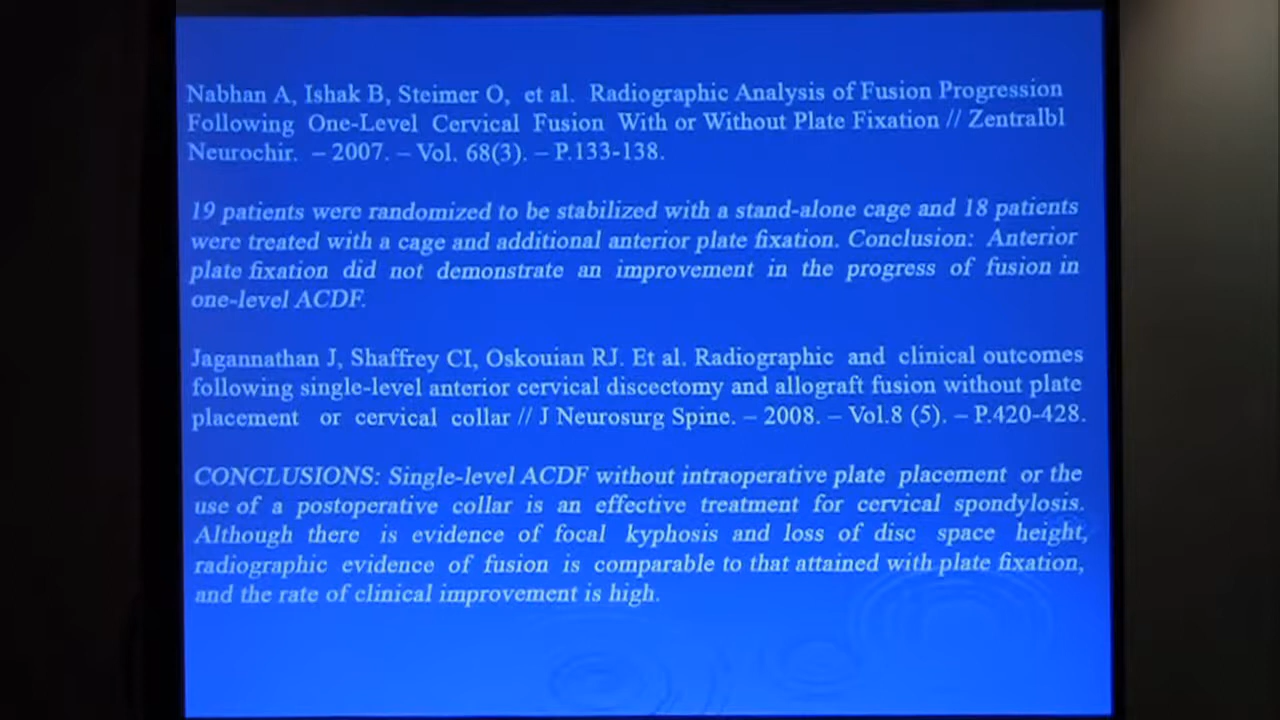 Nabhan A, Ishak B, Steimer O, et al. Radiographic Analysis of Fusion Progression
Following One-Level Cervical Fusion With or Without Plate Fixation // Zentralbl
Neurochir. – 2007. – Vol. 68(3). – P.133-138.
19 patients were randomized to be stabilized with a stand-alone cage and 18 patients
were treated with a cage and additional anterior plate fixation. Conclusion: Anterior
plate fixation did not demonstrate an improvement in the progress of fusion in
one-level ACDF.
Jagannathan J, Shaffrey CI, Oskouian RJ. Et al. Radiographic and clinical outcomes
following single-level anterior cervical discectomy and allograft fusion without plate
placement or cervical collar // J Neurosurg Spine. – 2008. – Vol.8 (5). – P.420-428.
CONCLUSIONS: Single-level ACDF without intraoperative plate placement or the
use of a postoperative collar is an effective treatment for cervical spondylosis.
Although there is evidence of focal kyphosis and loss of disc space height,
radiographic evidence of fusion is comparable to that attained with plate fixation,
and the rate of clinical improvement is high.